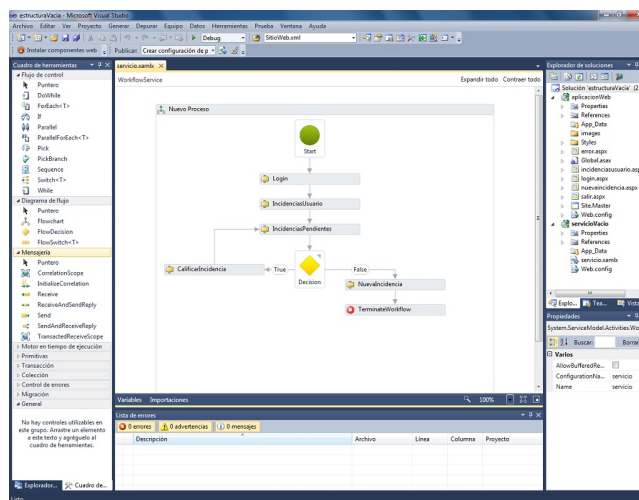 estructuraVacia - Microsoft Visual Studio
Archivo Editar Ver Proyecto Generar Depurar Equipo Datos Herramientas Prueba Ventana Ayuda
Debug SitioWeb.xml
Instalar componentes web Publicar: Crear configuración de p
Cuadro de herramientas
Flujo de control
Puntero
DoWhile
ForEach<T>
If
Parallel
ParallelForEach<T>
Pick
PickBranch
Sequence
Switch<T>
While
Diagrama de flujo
Puntero
Flowchart
FlowDecision
FlowSwitch<T>
Mensajería
Puntero
CorrelationScope
InitializeCorrelation
Receive
ReceiveAndSendReply
Send
SendAndReceiveReply
TransactedReceiveScope
Motor en tiempo de ejecución
Primitivas
Transacción
Colección
Control de errores
Migración
General
No hay controles utilizables en
este grupo. Arrastre un elemento
a este texto y agréguelo al
cuadro de herramientas.
Explorador... Cuadro de...
servicio.xamlx
WorkflowService Expandir todo Contraer todo
Nuevo Proceso
Start
Login
IncidenciasUsuario
IncidenciasPendientes
CalificarIncidencia True Decision False
NuevaIncidencia
TerminateWorkflow
Variables Importaciones 100%
Lista de errores
0 errores 0 advertencias 0 mensajes
Descripción Archivo Línea Columna Proyecto
Explorador de soluciones
Solución 'estructuraVacia' (2
aplicacionWeb
Properties
References
App_Data
images
Styles
error.aspx
Global.asax
incidenciasusuario.asp
login.aspx
nuevaincidencia.aspx
salir.aspx
Site.Master
Web.config
servicioVacio
Properties
References
App_Data
servicio.xamlx
Web.config
Explo... Tea... Vista
Propiedades
System.ServiceModel.Activities.Wo
Buscar: Borrar
Varios
AllowBufferedRe...
ConfigurationNa... servicio
Name servicio
Listo